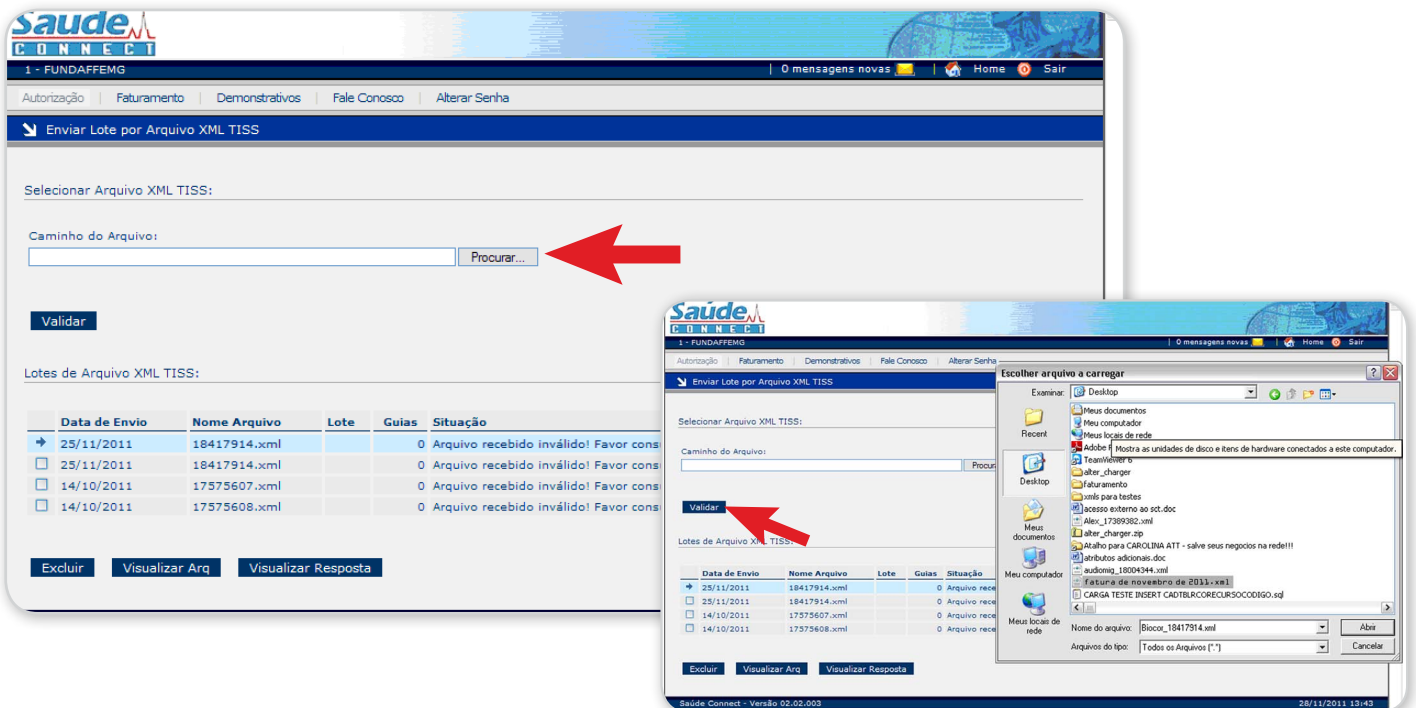 Saude
CONNECT
1 - FUNDAFFEMG | 0 mensagens novas | Home Sair
Autorização | Faturamento | Demonstrativos | Fale Conosco | Alterar Senha
Enviar Lote por Arquivo XML TISS
Selecionar Arquivo XML TISS:
Caminho do Arquivo:
Procurar...
Validar
Lotes de Arquivo XML TISS:
Data de Envio Nome Arquivo Lote Guias Situação
25/11/2011 18417914.xml 0 Arquivo recebido inválido! Favor cons
25/11/2011 18417914.xml 0 Arquivo recebido inválido! Favor cons
14/10/2011 17575607.xml 0 Arquivo recebido inválido! Favor cons
14/10/2011 17575608.xml 0 Arquivo recebido inválido! Favor cons
Excluir Visualizar Arq Visualizar Resposta
Saúde
CONNECT
1 - FUNDAFFEMG | 0 mensagens novas | Home Sair
Autorização | Faturamento | Demonstrativos | Fale Conosco | Alterar Senha
Enviar Lote por Arquivo XML TISS
Selecionar Arquivo XML TISS:
Caminho do Arquivo:
Procur
Validar
Lotes de Arquivo XML TISS:
Data de Envio Nome Arquivo Lote Guias Situação
25/11/2011 18417914.xml 0 Arquivo rece
25/11/2011 18417914.xml 0 Arquivo rece
14/10/2011 17575607.xml 0 Arquivo rece
14/10/2011 17575608.xml 0 Arquivo rece
Excluir Visualizar Arq Visualizar Resposta
Saúde Connect - Versão 02.02.003 28/11/2011 13:43
Escolher arquivo a carregar
Examinar: Desktop
Recent
Desktop
Meus
documentos
Meu computador
Meus locais de
rede
Meus documentos
Meu computador
Meus locais de rede
Adobe
Mostra as unidades de disco e itens de hardware conectados a este computador.
TeamViewer 6
alter_charger
faturamento
xmls para testes
acesso externo ao sct.doc
Alex_17389382.xml
alter_charger.zip
Atalho para CAROLINA ATT - salve seus negocios na rede!!!
atributos adicionais.doc
audiomig_18004344.xml
fatura de novembro de 2011.xml
CARGA TESTE INSERT CADTBLRCORECURSOCODIGO.sql
Nome do arquivo: Biocor_18417914.xml Abrir
Arquivos do tipo: Todos os Arquivos (*.*) Cancelar